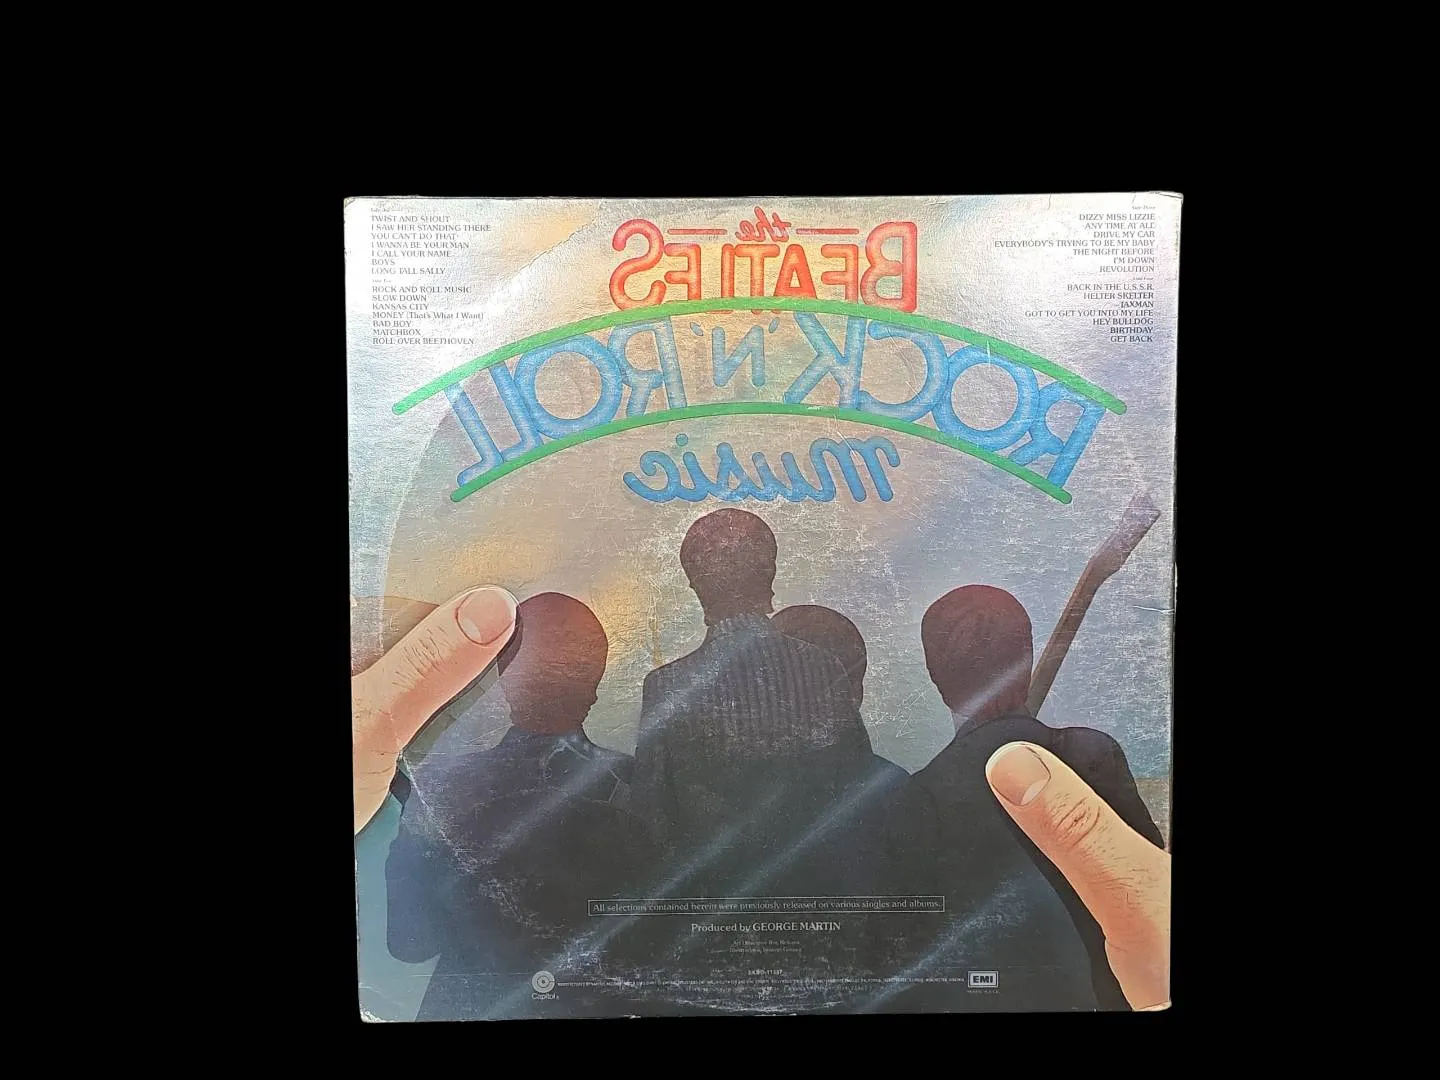 Side One
TWIST AND SHOUT
I SAW HER STANDING THERE
YOU CAN'T DO THAT
I WANNA BE YOUR MAN
I CALL YOUR NAME
BOYS
LONG TALL SALLY
Side Two
ROCK AND ROLL MUSIC
SLOW DOWN
KANSAS CITY
MONEY (That's What I Want)
BAD BOY
MATCHBOX
ROLL OVER BEETHOVEN
Side Three
DIZZY MISS LIZZIE
ANY TIME AT ALL
DRIVE MY CAR
EVERYBODY'S TRYING TO BE MY BABY
THE NIGHT BEFORE
I'M DOWN
REVOLUTION
Side Four
BACK IN THE U.S.S.R.
HELTER SKELTER
TAXMAN
GOT TO GET YOU INTO MY LIFE
HEY BULLDOG
BIRTHDAY
GET BACK
the
BEATLES
ROCK 'N' ROLL
Music
All selections contained herein were previously released on various singles and albums.
Produced by GEORGE MARTIN
Capitol
EMI